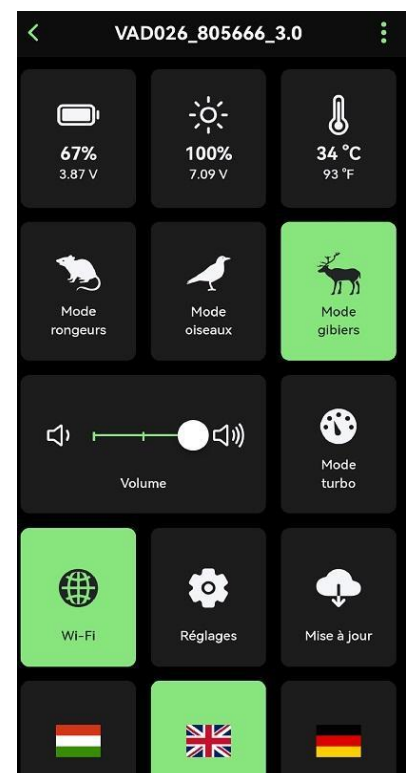 VAD026_805666_3.0
67%
3.87 V
100%
7.09 V
34 °C
93 °F
Mode
rongeurs
Mode
oiseaux
Mode
gibiers
Volume
Mode
turbo
Wi-Fi
Réglages
Mise à jour